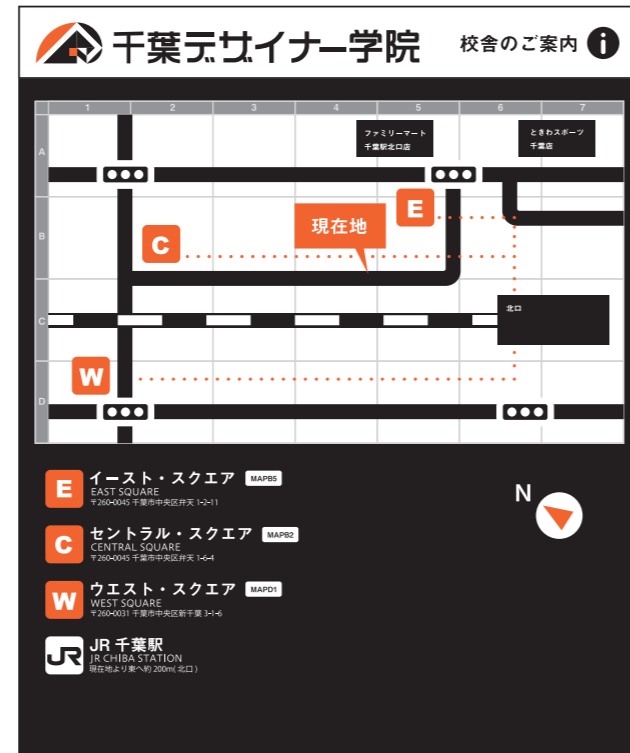 千葉デザイナー学院
校舎のご案内 i
1 2 3 4 5 6 7
ファミリーマート
千葉駅北口店
ときわスポーツ
千葉店
A
E
B
現在地
C
北口
C
W
D
E イースト・スクエア MAPB5
EAST SQUARE
〒260-0045 千葉市中央区弁天 1-2-11
N
C セントラル・スクエア MAPB2
CENTRAL SQUARE
〒260-0045 千葉市中央区弁天 1-6-4
W ウエスト・スクエア MAPD1
WEST SQUARE
〒260-0031 千葉市中央区新千葉 3-1-6
JR JR 千葉駅
JR CHIBA STATION
現在地より東へ約 200m( 北口 )